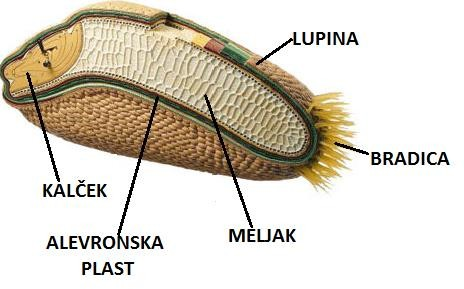 LUPINA
BRADICA
KALČEK
ALEVRONSKA
PLAST
MELJAK